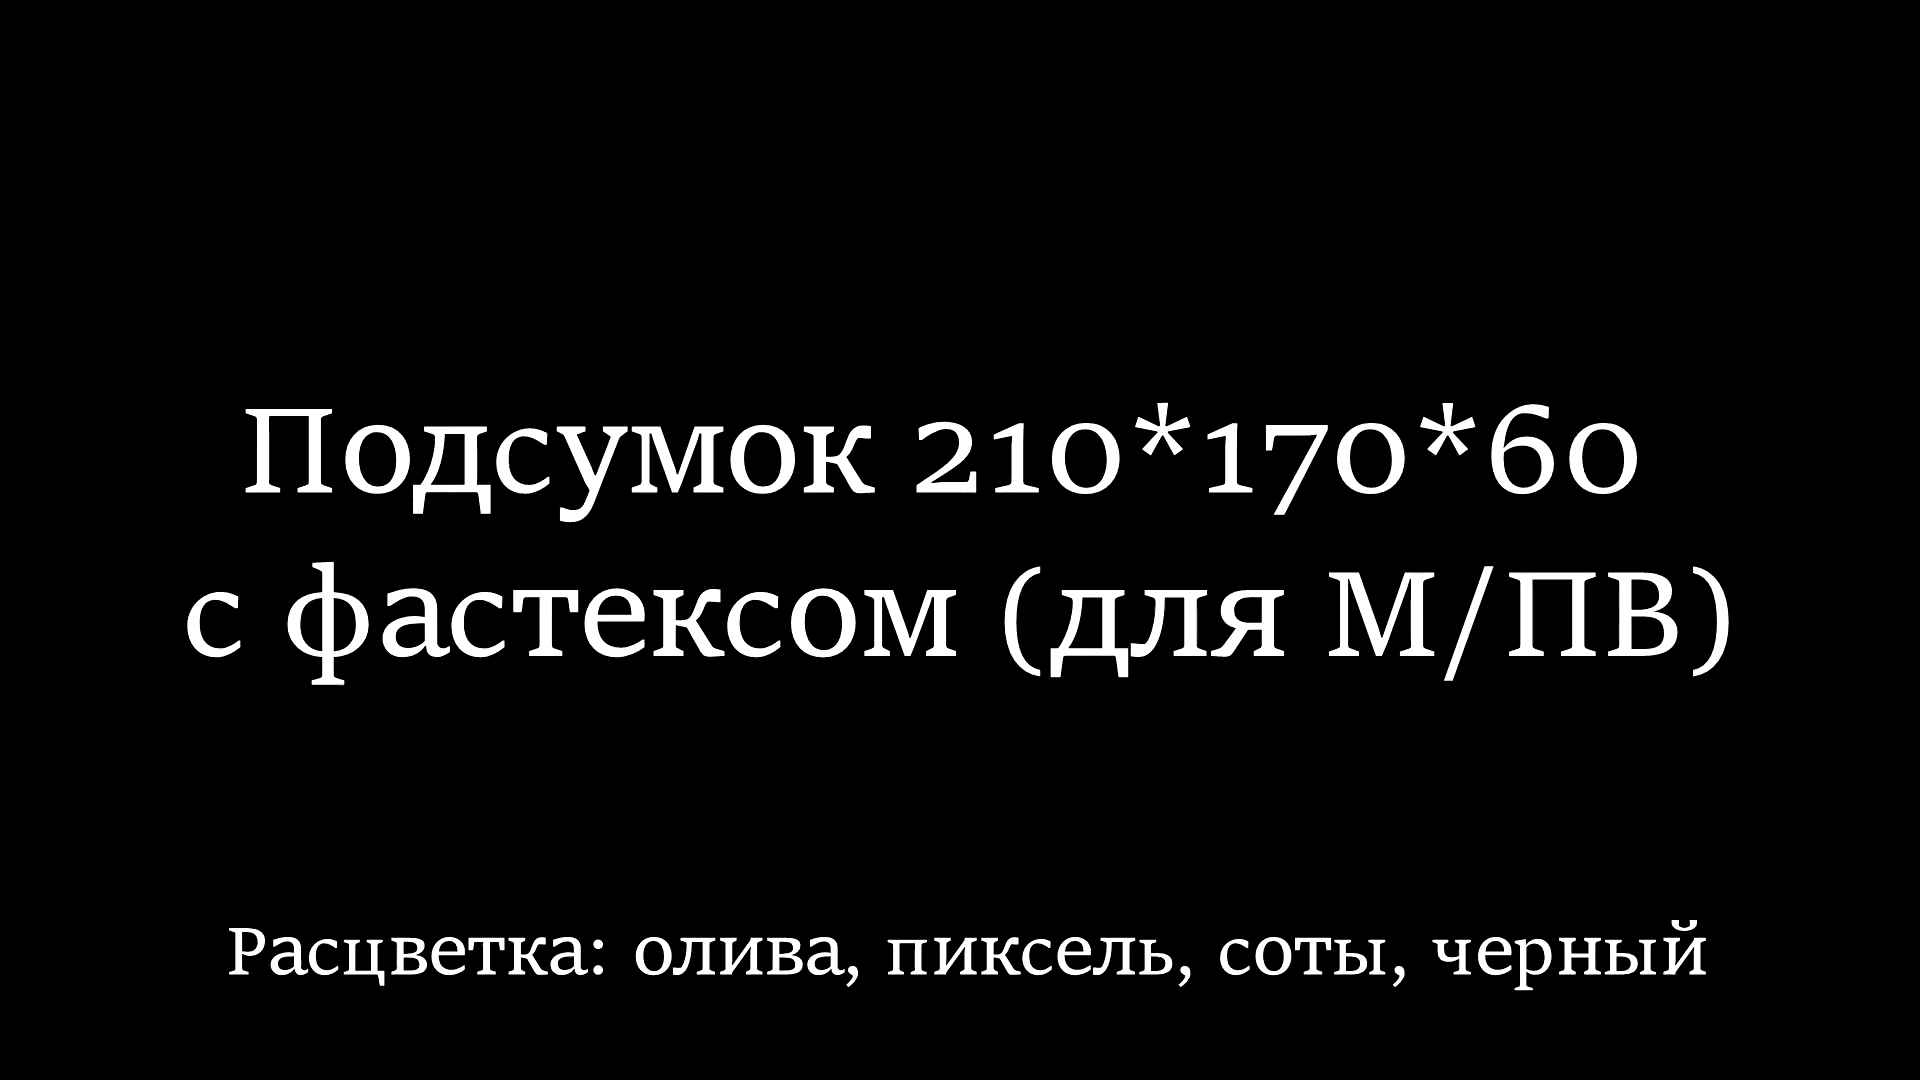 Подсумок 210*170*60
с фастексом (для М/ПВ)
Расцветка: олива, пиксель, соты, черный